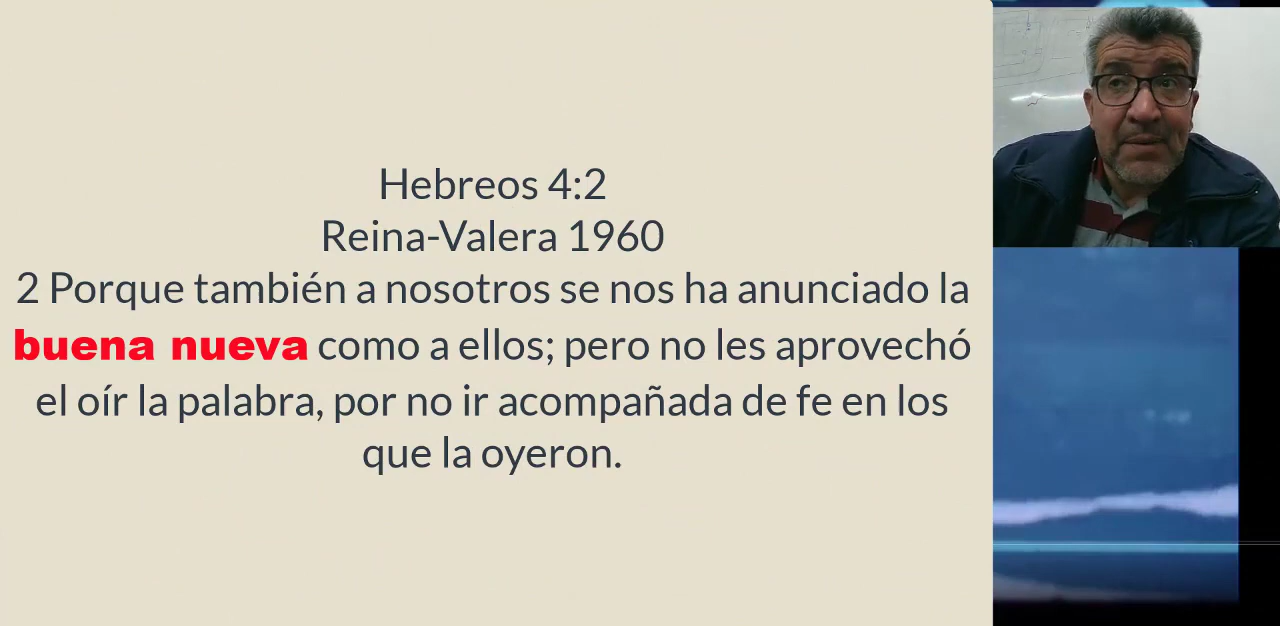 Hebreos 4:2
Reina-Valera 1960
2 Porque también a nosotros se nos ha anunciado la
buena nueva como a ellos; pero no les aprovechó
el oír la palabra, por no ir acompañada de fe en los
que la oyeron.